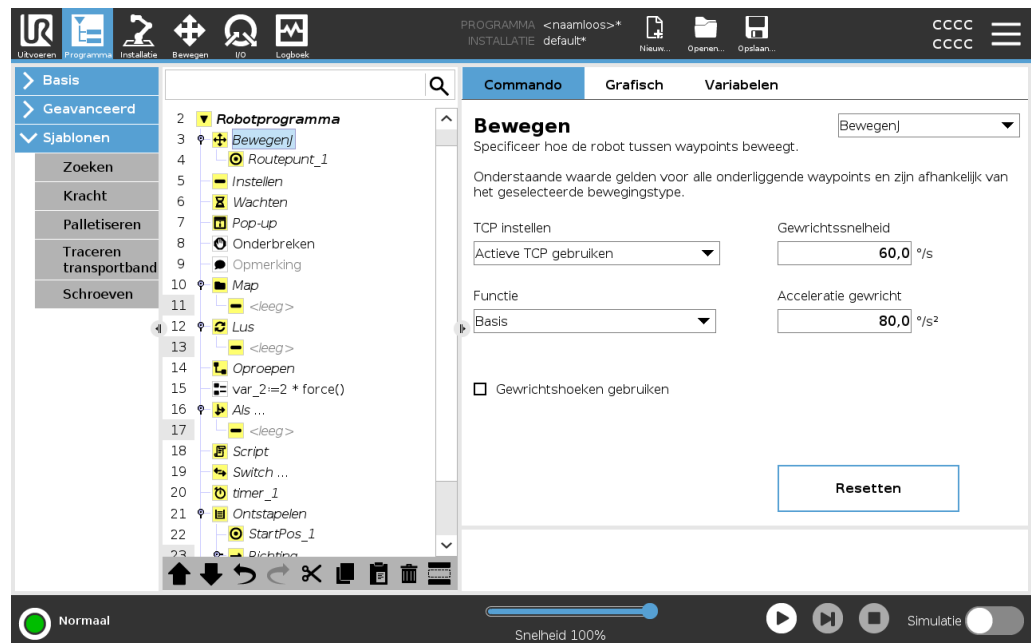 UR
Uitvoeren Programma Installatie Bewegen I/O Logboek
PROGRAMMA <naamloos>*
INSTALLATIE default*
Nieuw... Openen... Opslaan...
CCCC
CCCC
Basis
Geavanceerd
Sjablonen
Zoeken
Kracht
Palletiseren
Traceren
transportband
Schroeven
2 Robotprogramma
3 BewegenJ
4 Routepunt_1
5 Instellen
6 Wachten
7 Pop-up
8 Onderbreken
9 Opmerking
10 Map
11 <leeg>
12 Lus
13 <leeg>
14 Oproepen
15 var_2:=2 * force()
16 Als ...
17 <leeg>
18 Script
19 Switch ...
20 timer_1
21 Ontstapelen
22 StartPos_1
23 Richting
Commando Grafisch Variabelen
Bewegen
BewegenJ
Specificeer hoe de robot tussen waypoints beweegt.
Onderstaande waarde gelden voor alle onderliggende waypoints en zijn afhankelijk van
het geselecteerde bewegingstype.
TCP instellen
Gewrichtssnelheid
Actieve TCP gebruiken
60,0 °/s
Functie
Acceleratie gewricht
Basis
80,0 °/s²
Gewrichtshoeken gebruiken
Resetten
Normaal
Snelheid 100%
Simulatie